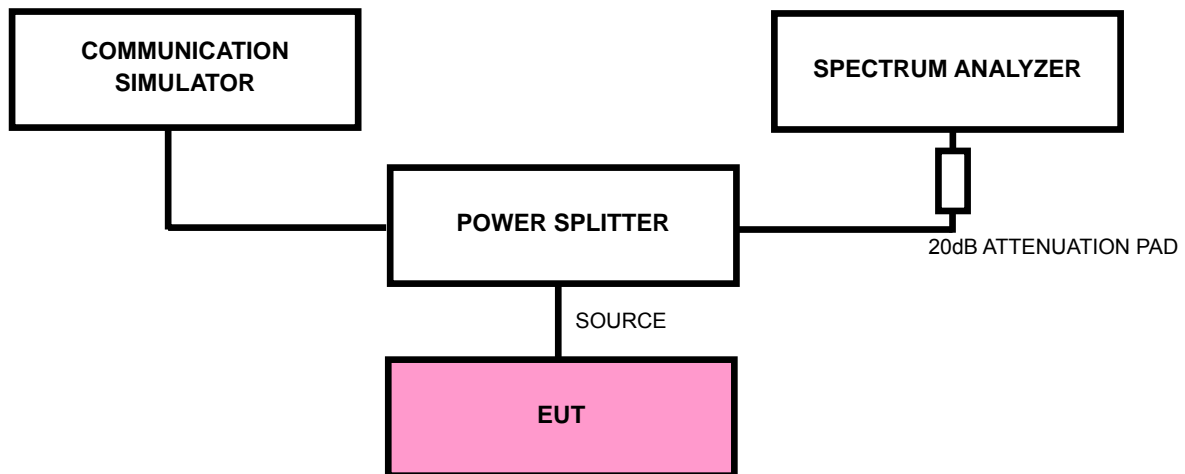 COMMUNICATION
SIMULATOR
SPECTRUM ANALYZER
POWER SPLITTER
20dB ATTENUATION PAD
SOURCE
EUT